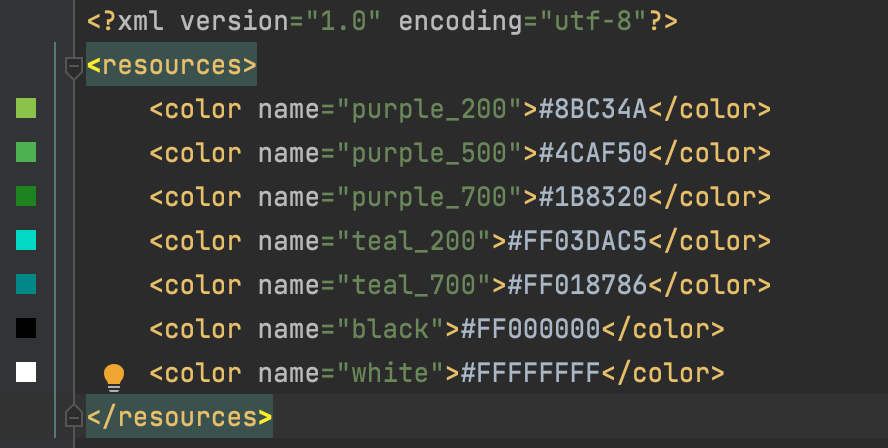 <?xml version="1.0" encoding="utf-8"?>
<resources>
    <color name="purple_200">#8BC34A</color>
    <color name="purple_500">#4CAF50</color>
    <color name="purple_700">#1B8320</color>
    <color name="teal_200">#FF03DAC5</color>
    <color name="teal_700">#FF018786</color>
    <color name="black">#FF000000</color>
    <color name="white">#FFFFFFFF</color>
</resources>